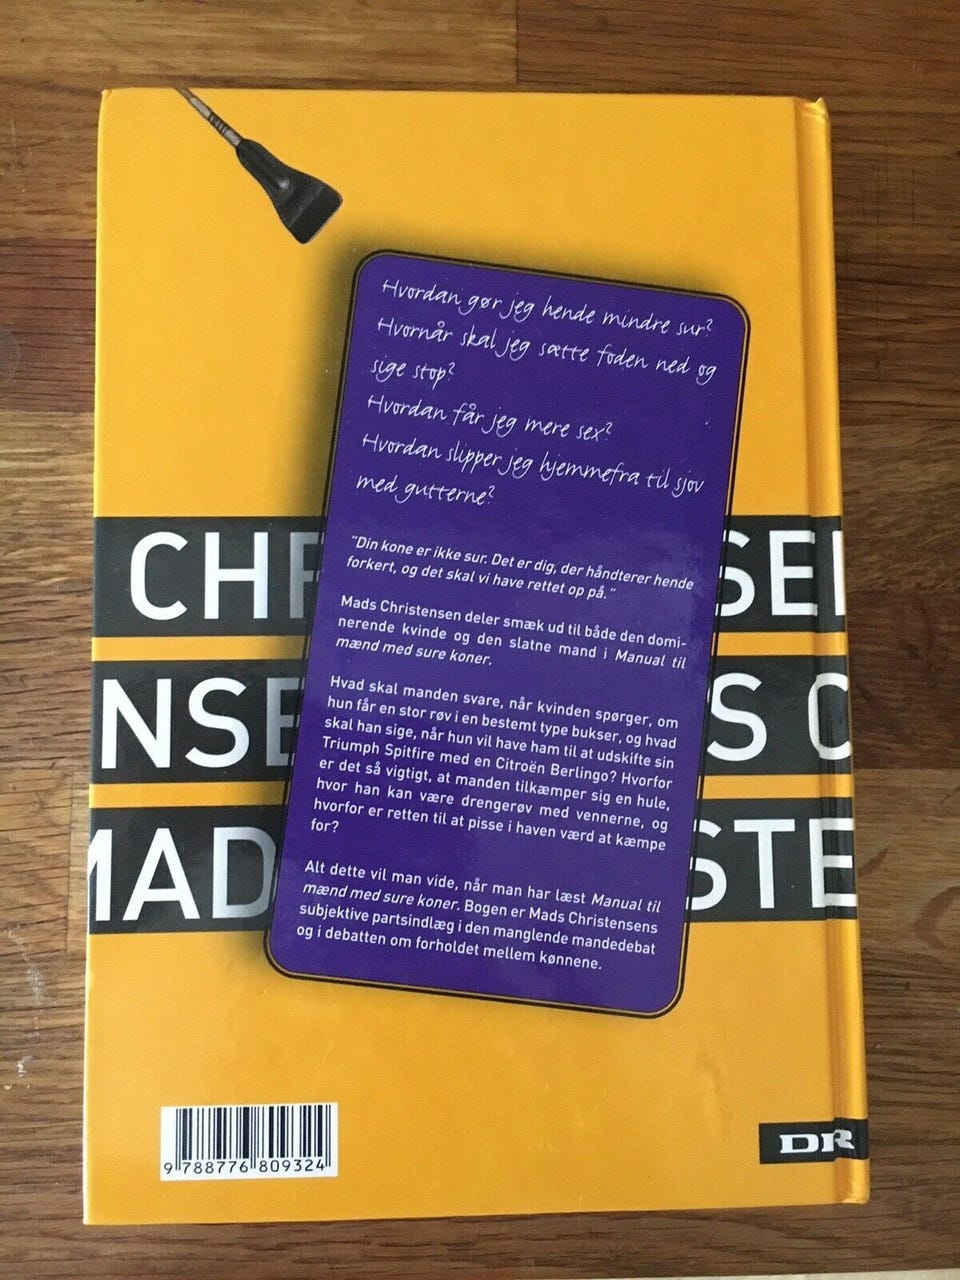 Hvordan gør jeg hende mindre sur?
Hvornår skal jeg sætte foden ned og
sige stop?
Hvordan får jeg mere sex?
Hvordan slipper jeg hjemmefra til sjov
med gutterne?
"Din kone er ikke sur. Det er dig, der håndterer hende
forkert, og det skal vi have rettet op på."
Mads Christensen deler smæk ud til både den domi-
nerende kvinde og den slatne mand i Manual til
mænd med sure koner.
Hvad skal manden svare, når kvinden spørger, om
hun får en stor røv i en bestemt type bukser, og hvad
skal han sige, når hun vil have ham til at udskifte sin
Triumph Spitfire med en Citroën Berlingo? Hvorfor
er det så vigtigt, at manden tilkæmper sig en hule,
hvor han kan være drengerøv med vennerne, og
hvorfor er retten til at pisse i haven værd at kæmpe
for?
Alt dette vil man vide, når man har læst Manual til
mænd med sure koner. Bogen er Mads Christensens
subjektive partsindlæg i den manglende mandedebat
og i debatten om forholdet mellem kønnene.
CHR SEN
NSE S C
MAD STE
9 788776 809324
DR